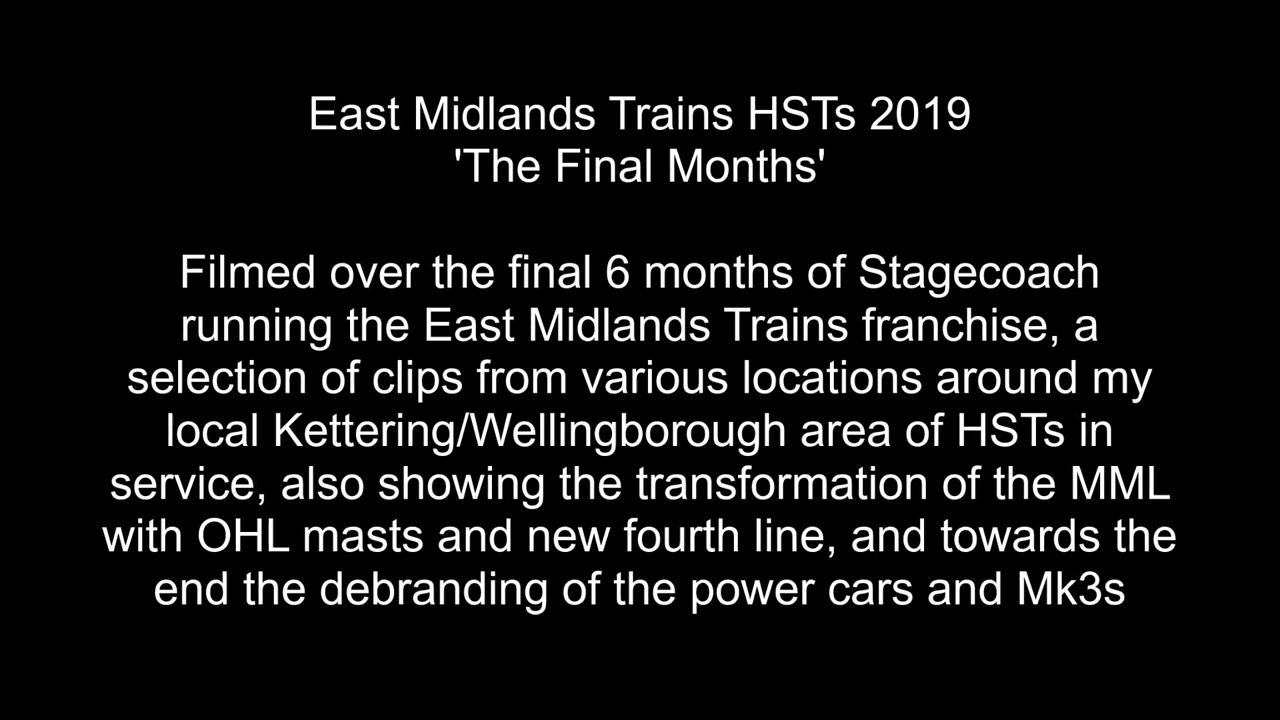 East Midlands Trains HSTs 2019
'The Final Months'
Filmed over the final 6 months of Stagecoach
running the East Midlands Trains franchise, a
selection of clips from various locations around my
local Kettering/Wellingborough area of HSTs in
service, also showing the transformation of the MML
with OHL masts and new fourth line, and towards the
end the debranding of the power cars and Mk3s